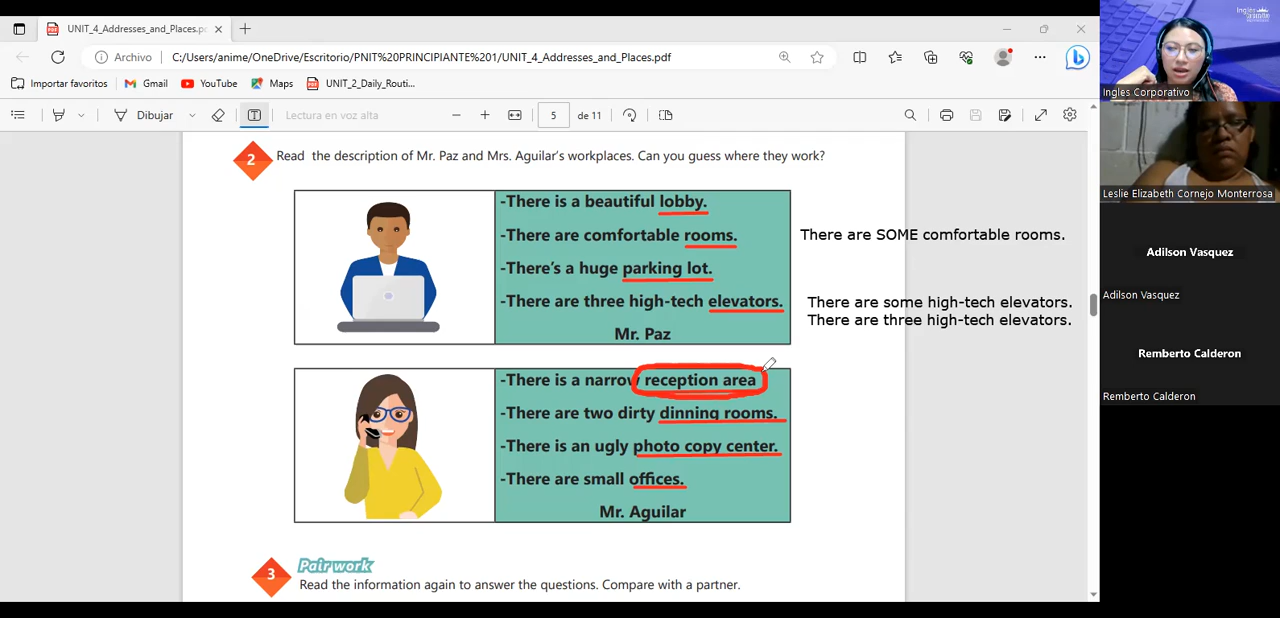 UNIT_4_Addresses_and_Places.pc
Archivo C:/Users/anime/OneDrive/Escritorio/PNIT%20PRINCIPIANTE%201/UNIT_4_Addresses_and_Places.pdf
Importar favoritos Gmail YouTube Maps UNIT_2_Daily_Routi...
Dibujar Lectura en voz alta 5 de 11
2 Read the description of Mr. Paz and Mrs. Aguilar's workplaces. Can you guess where they work?
-There is a beautiful lobby.
-There are comfortable rooms.
There are SOME comfortable rooms.
-There's a huge parking lot.
-There are three high-tech elevators.
There are some high-tech elevators.
There are three high-tech elevators.
Mr. Paz
-There is a narrow reception area
-There are two dirty dinning rooms.
-There is an ugly photo copy center.
-There are small offices.
Mr. Aguilar
3 Pair work
Read the information again to answer the questions. Compare with a partner.
Ingles Corporativo
Leslie Elizabeth Cornejo Monterrosa
Adilson Vasquez
Adilson Vasquez
Remberto Calderon
Remberto Calderon